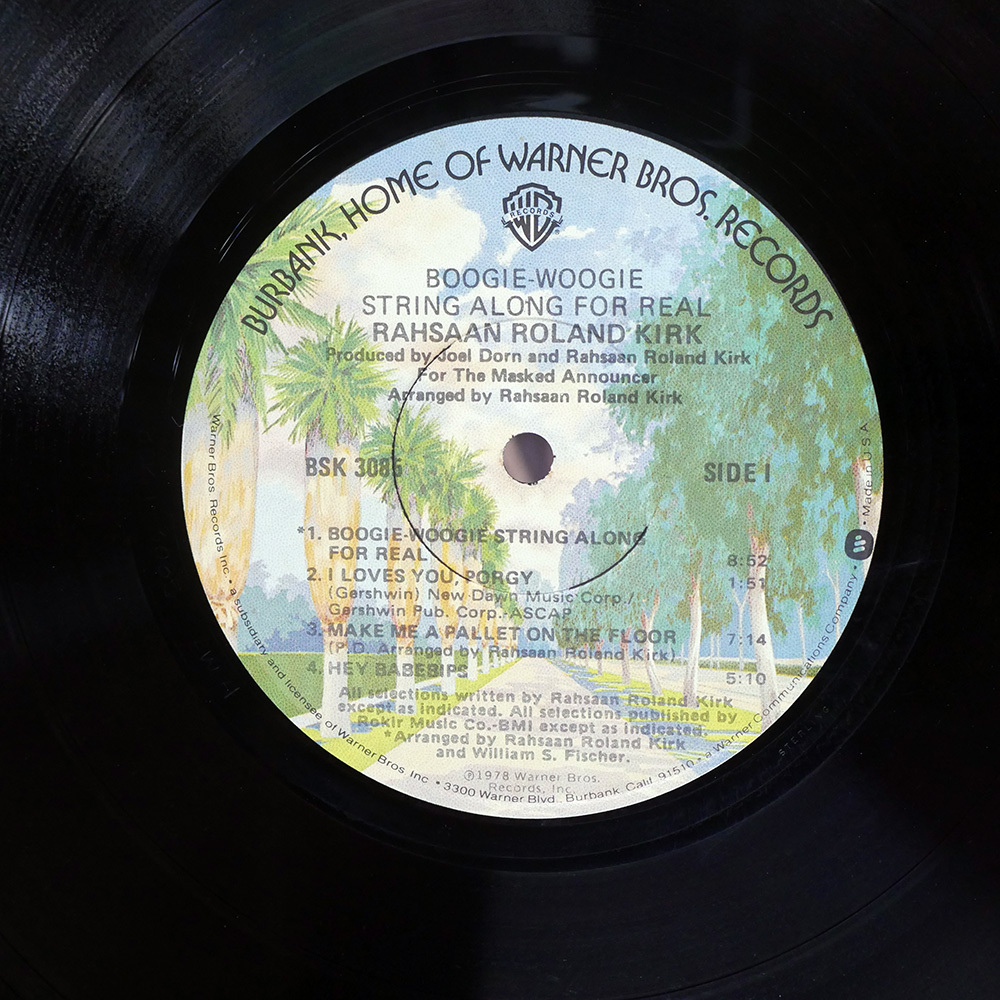 BURBANK, HOME OF WARNER BROS. RECORDS
W
RECORDS
BOOGIE-WOOGIE
STRING ALONG FOR REAL
RAHSAAN ROLAND KIRK
Produced by Joel Dorn and Rahsaan Roland Kirk
For The Masked Announcer
Arranged by Rahsaan Roland Kirk
BSK 3085
SIDE I
*1. BOOGIE-WOOGIE STRING ALONG
FOR REAL 8:52
2. I LOVES YOU, PORGY 1:51
(Gershwin) New Dawn Music Corp./
Gershwin Pub. Corp.-ASCAP
3. MAKE ME A PALLET ON THE FLOOR 7:14
(P.D. Arranged by Rahsaan Roland Kirk)
4. HEY BABEBIPS 5:10
All selections written by Rahsaan Roland Kirk
except as indicated. All selections published by
Rokir Music Co.-BMI except as indicated.
*Arranged by Rahsaan Roland Kirk
and William S. Fischer.
℗1978 Warner Bros.
Records, Inc.
Warner Bros Records Inc. • a subsidiary and licensee of Warner Bros Inc • 3300 Warner Blvd., Burbank, Calif 91510 • a Warner Communications Company • Made in U S A